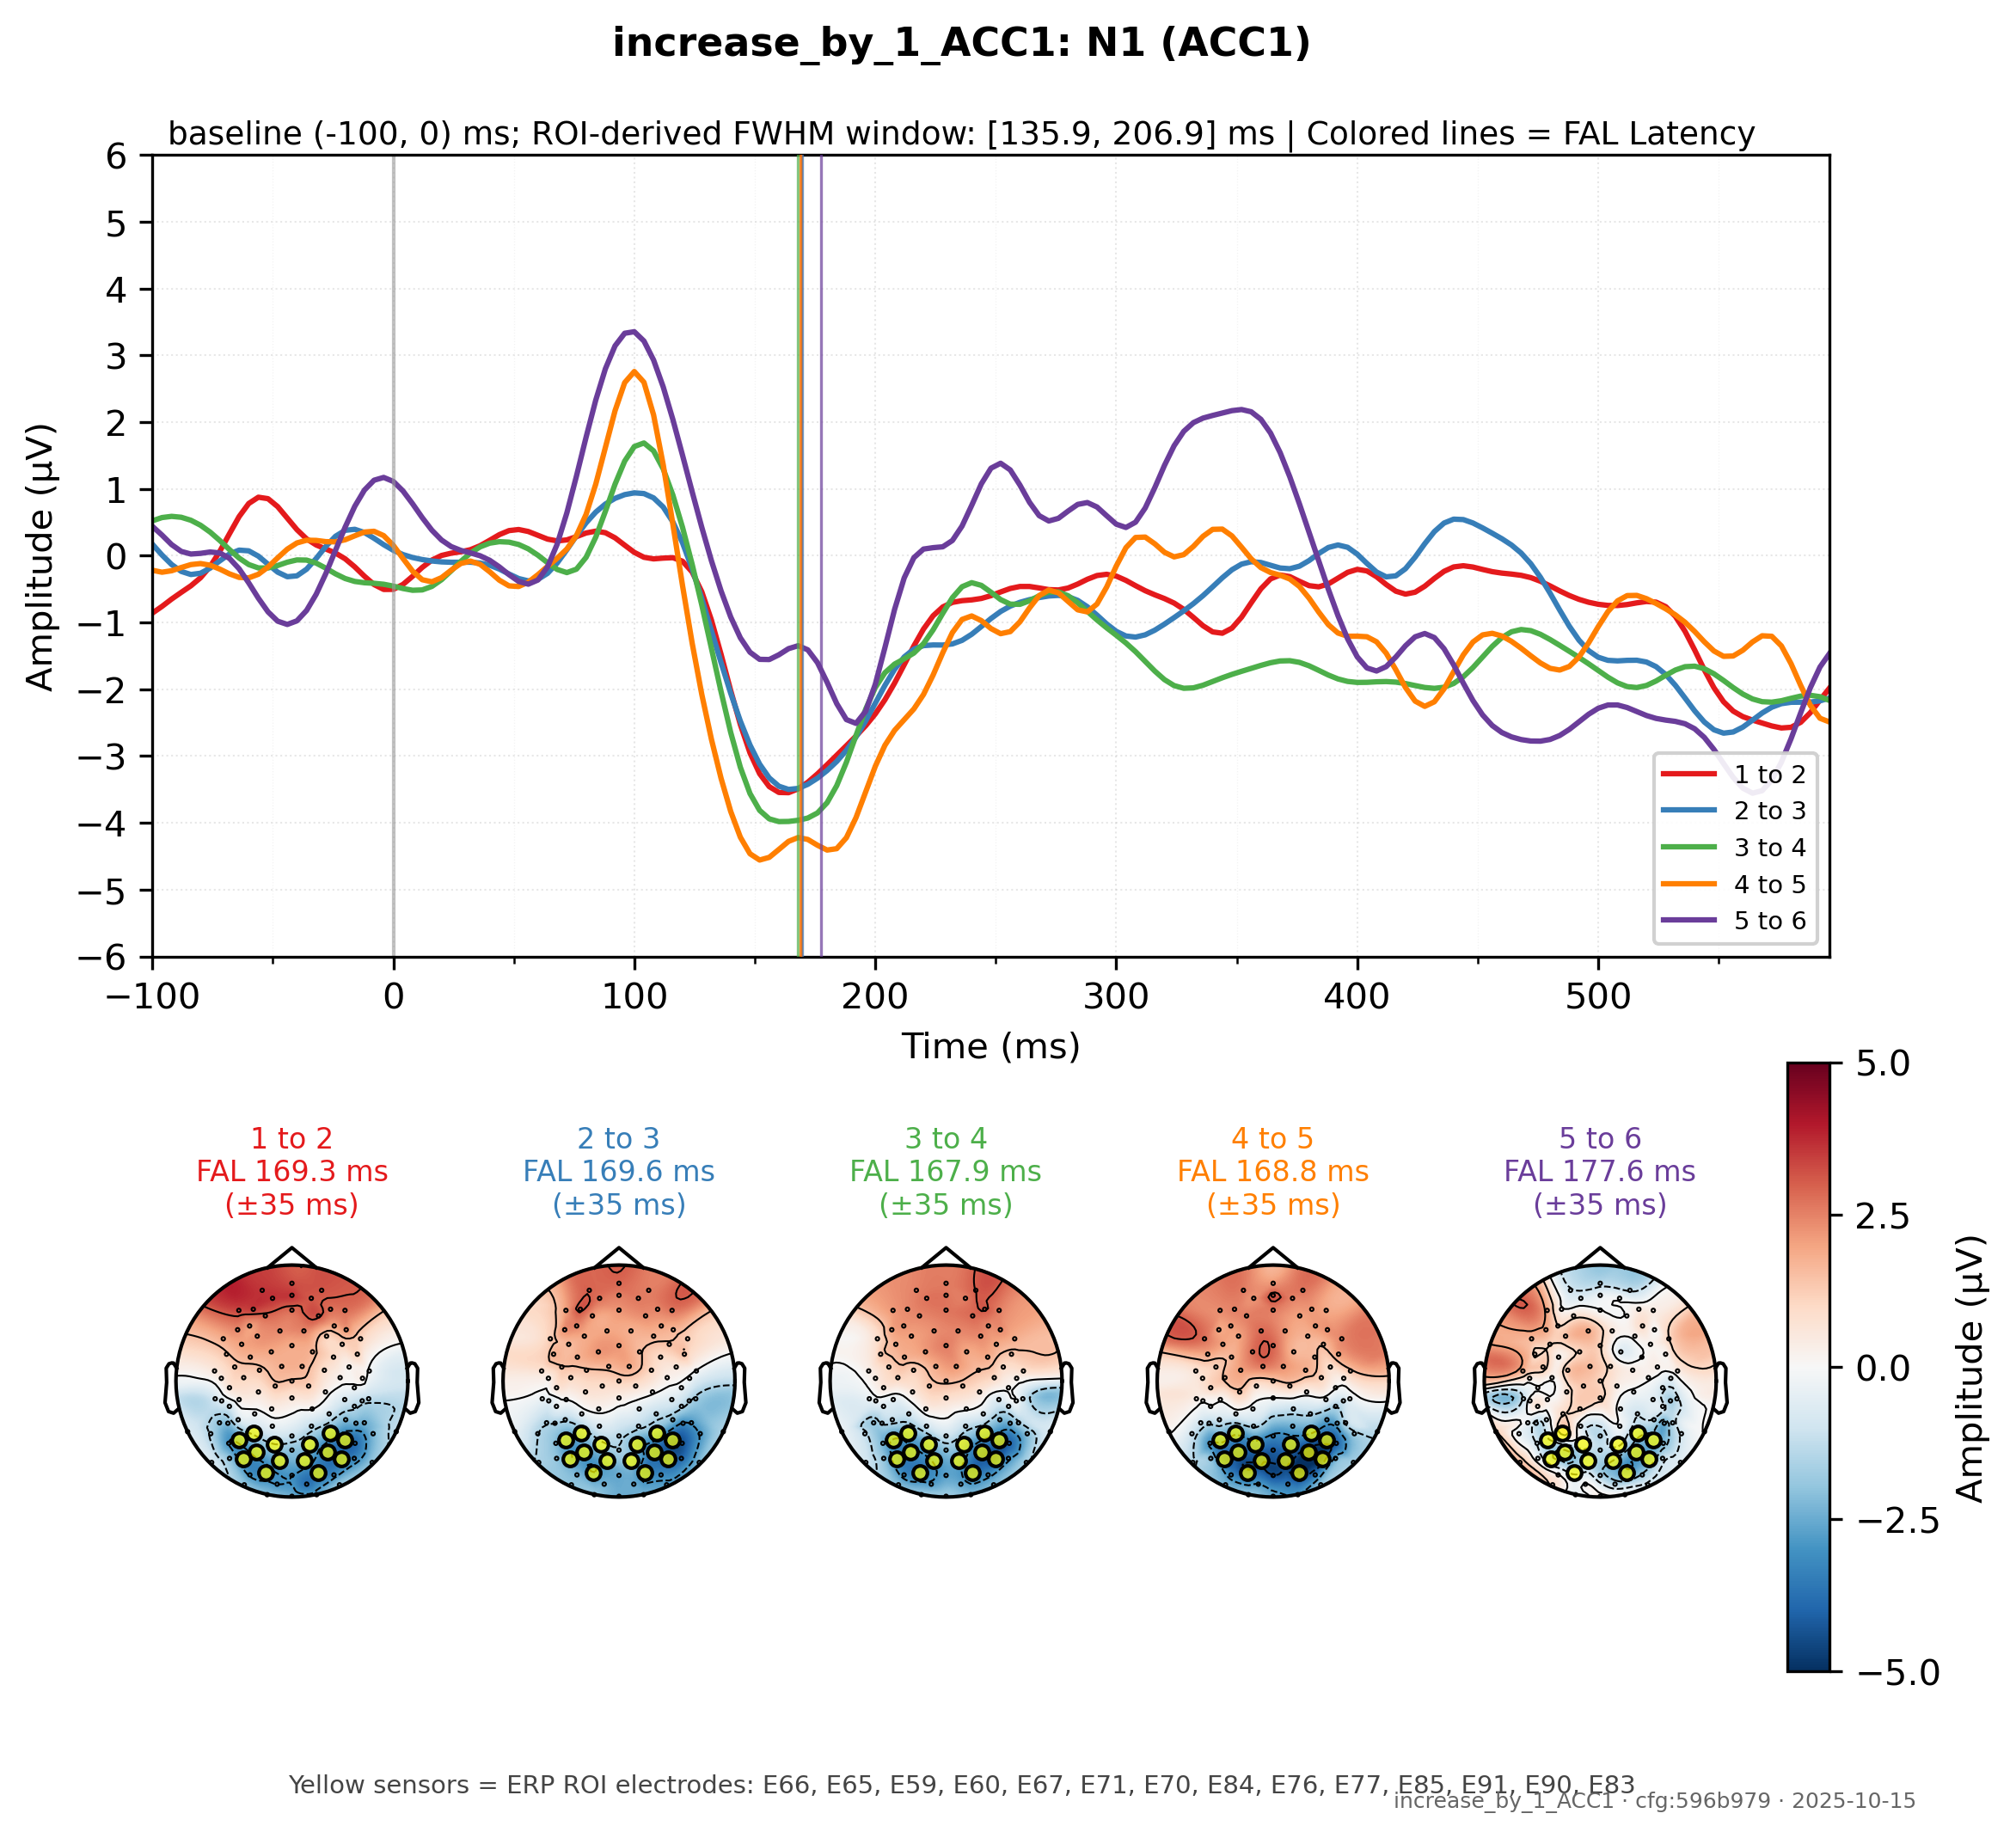 increase_by_1_ACC1: N1 (ACC1)
baseline (-100, 0) ms; ROI-derived FWHM window: [135.9, 206.9] ms | Colored lines = FAL Latency
6
5
4
3
2
1
0
−1
−2
−3
−4
−5
−6
Amplitude (μV)
−100
0
100
200
300
400
500
Time (ms)
1 to 2
2 to 3
3 to 4
4 to 5
5 to 6
1 to 2
FAL 169.3 ms
(±35 ms)
2 to 3
FAL 169.6 ms
(±35 ms)
3 to 4
FAL 167.9 ms
(±35 ms)
4 to 5
FAL 168.8 ms
(±35 ms)
5 to 6
FAL 177.6 ms
(±35 ms)
5.0
2.5
0.0
−2.5
−5.0
Amplitude (μV)
Yellow sensors = ERP ROI electrodes: E66, E65, E59, E60, E67, E71, E70, E84, E76, E77, E85, E91, E90, E83
increase_by_1_ACC1 · cfg:596b979 · 2025-10-15